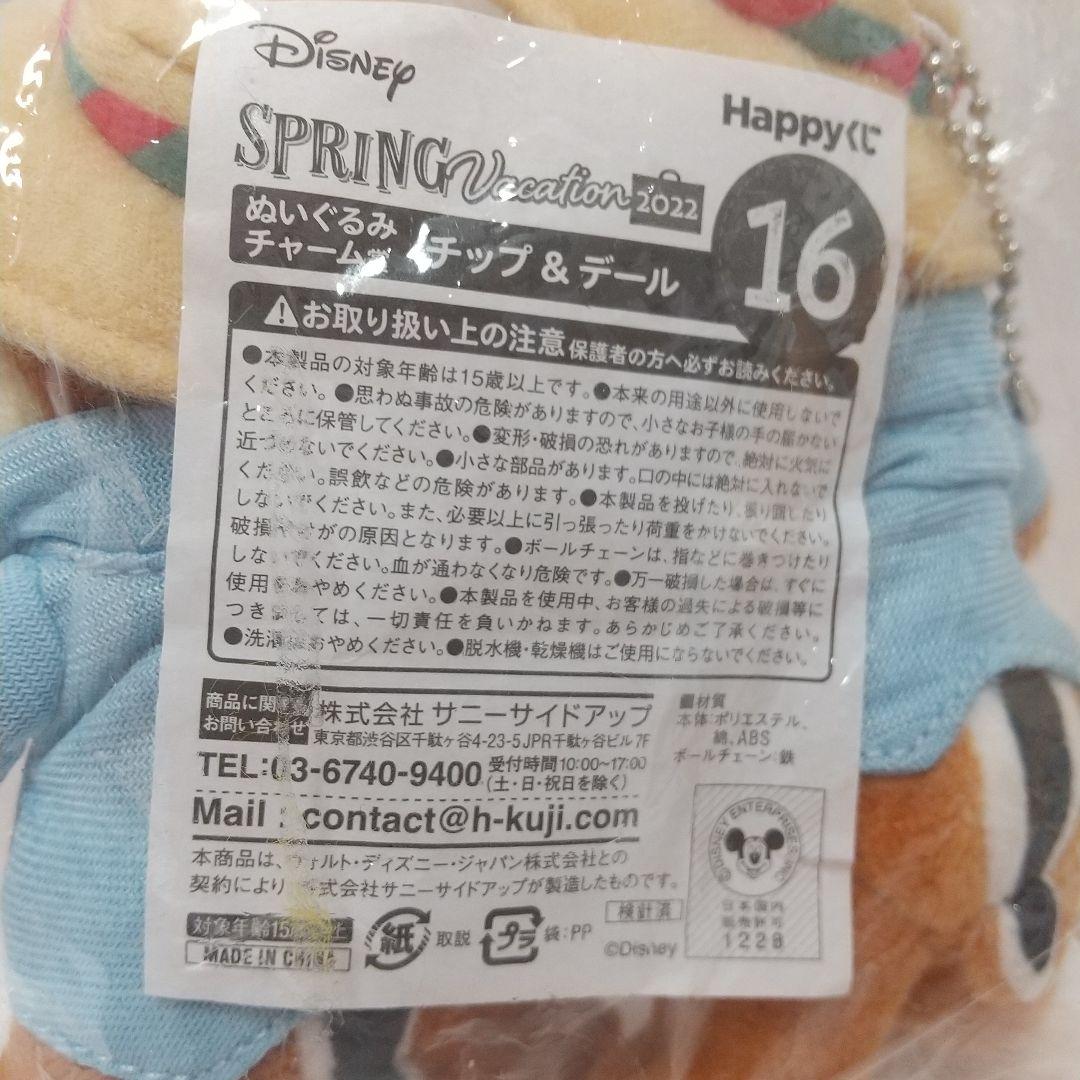 Disney
Happyくじ
SPRING Vacation 2022
16
ぬいぐるみ
チャーム賞 チップ & デール
お取り扱い上の注意 保護者の方へ必ずお読みください。
●本製品の対象年齢は15歳以上です。●本来の用途以外に使用しないで
ください。●思わぬ事故の危険がありますので、小さなお子様の手の届かない
ところに保管してください。●変形・破損の恐れがありますので、絶対に火気に
近づけないでください。●小さな部品があります。口の中には絶対に入れないで
ください。誤飲などの危険があります。●本製品を投げたり、振り回したり
しないでください。また、必要以上に引っ張ったり荷重をかけないでください。
破損やけがの原因となります。●ボールチェーンは、指などに巻きつけたり
しないでください。血が通わなくなり危険です。●万一破損した場合は、すぐに
使用をおやめください。●本製品を使用中、お客様の過失による破損等に
つきましては、一切責任を負いかねます。あらかじめご了承ください。
●洗濯はおやめください。●脱水機・乾燥機はご使用にならないでください。
商品に関する
お問い合わせ
株式会社 サニーサイドアップ
東京都渋谷区千駄ヶ谷4-23-5 JPR千駄ヶ谷ビル7F
TEL:03-6740-9400 受付時間10:00~17:00
(土・日・祝日を除く)
Mail : contact@h-kuji.com
■材質
本体:ポリエステル、
綿、ABS
ボールチェーン:鉄
本商品は、ウォルト・ディズニー・ジャパン株式会社との
契約により、株式会社サニーサイドアップが製造したものです。
対象年齢15歳以上
MADE IN CHINA
紙 取説
プラ 袋:PP
検計済
©Disney
©DISNEY ENTERPRISES, INC.
日本国内
販売許可
1228